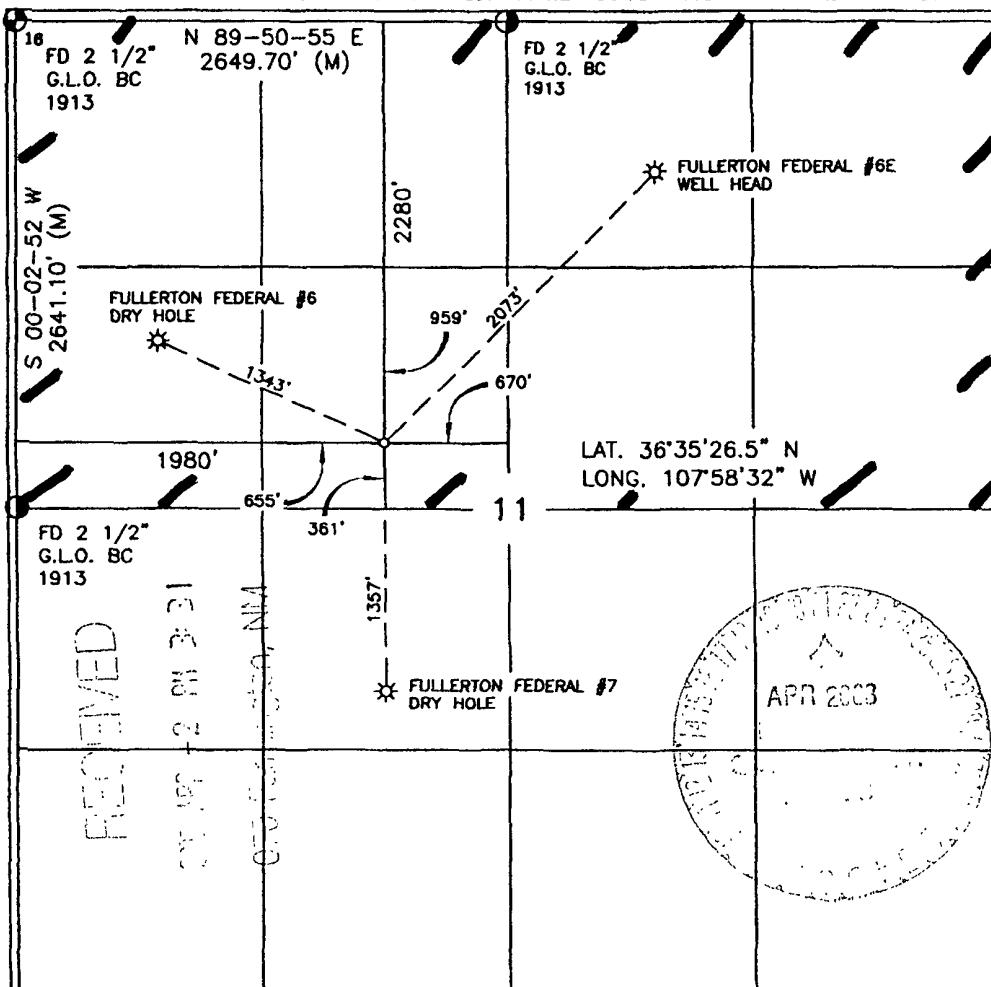 16
FD 2 1/2"
G.L.O. BC
1913
N 89-50-55 E
2649.70' (M)
FD 2 1/2"
G.L.O. BC
1913
S 00-02-52 W
2641.10' (M)
2280'
FULLERTON FEDERAL #6E
WELL HEAD
FULLERTON FEDERAL #6
DRY HOLE
959'
2073'
1343'
670'
1980'
655'
361'
LAT. 36°35'26.5" N
LONG. 107°58'32" W
11
FD 2 1/2"
G.L.O. BC
1913
1357'
FULLERTON FEDERAL #7
DRY HOLE
RECEIVED
NM
APR 2003